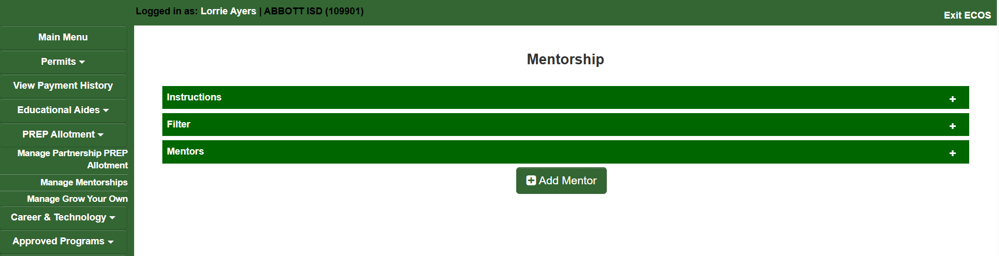 Logged in as: Lorrie Ayers | ABBOTT ISD (109901)
Exit ECOS
Main Menu
Permits
View Payment History
Educational Aides
PREP Allotment
Manage Partnership PREP
Allotment
Manage Mentorships
Manage Grow Your Own
Career & Technology
Approved Programs
Mentorship
Instructions +
Filter +
Mentors +
Add Mentor